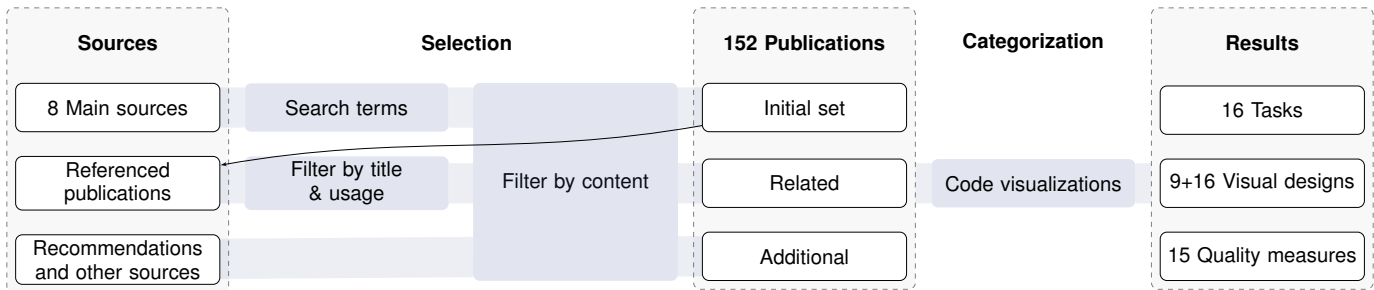 Sources
Selection
152 Publications
Categorization
Results
8 Main sources
Search terms
Initial set
16 Tasks
Referenced
publications
Filter by title
& usage
Filter by content
Related
Code visualizations
9+16 Visual designs
Recommendations
and other sources
Additional
15 Quality measures